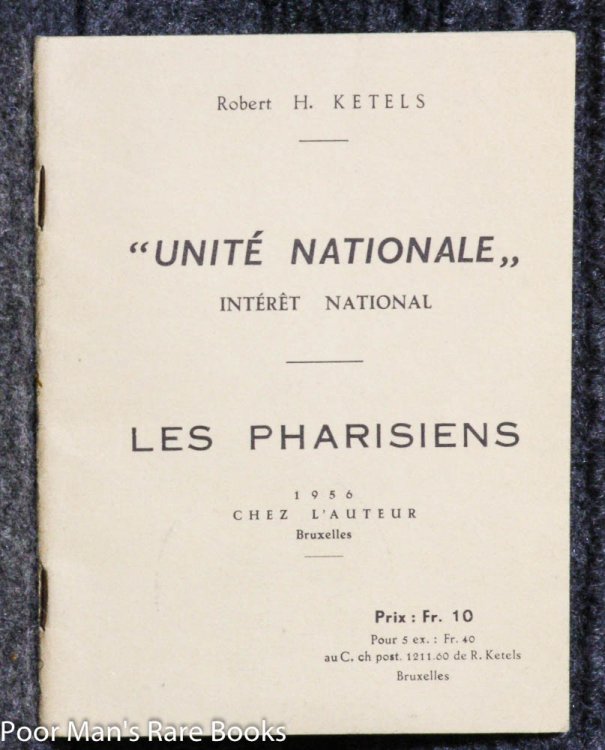 Robert H. KETELS
“UNITÉ NATIONALE„
INTÉRÊT NATIONAL
LES PHARISIENS
1956
CHEZ L'AUTEUR
Bruxelles
Prix : Fr. 10
Pour 5 ex. : Fr. 40
au C. ch post. 1211.60 de R. Ketels
Bruxelles
Poor Man's Rare Books